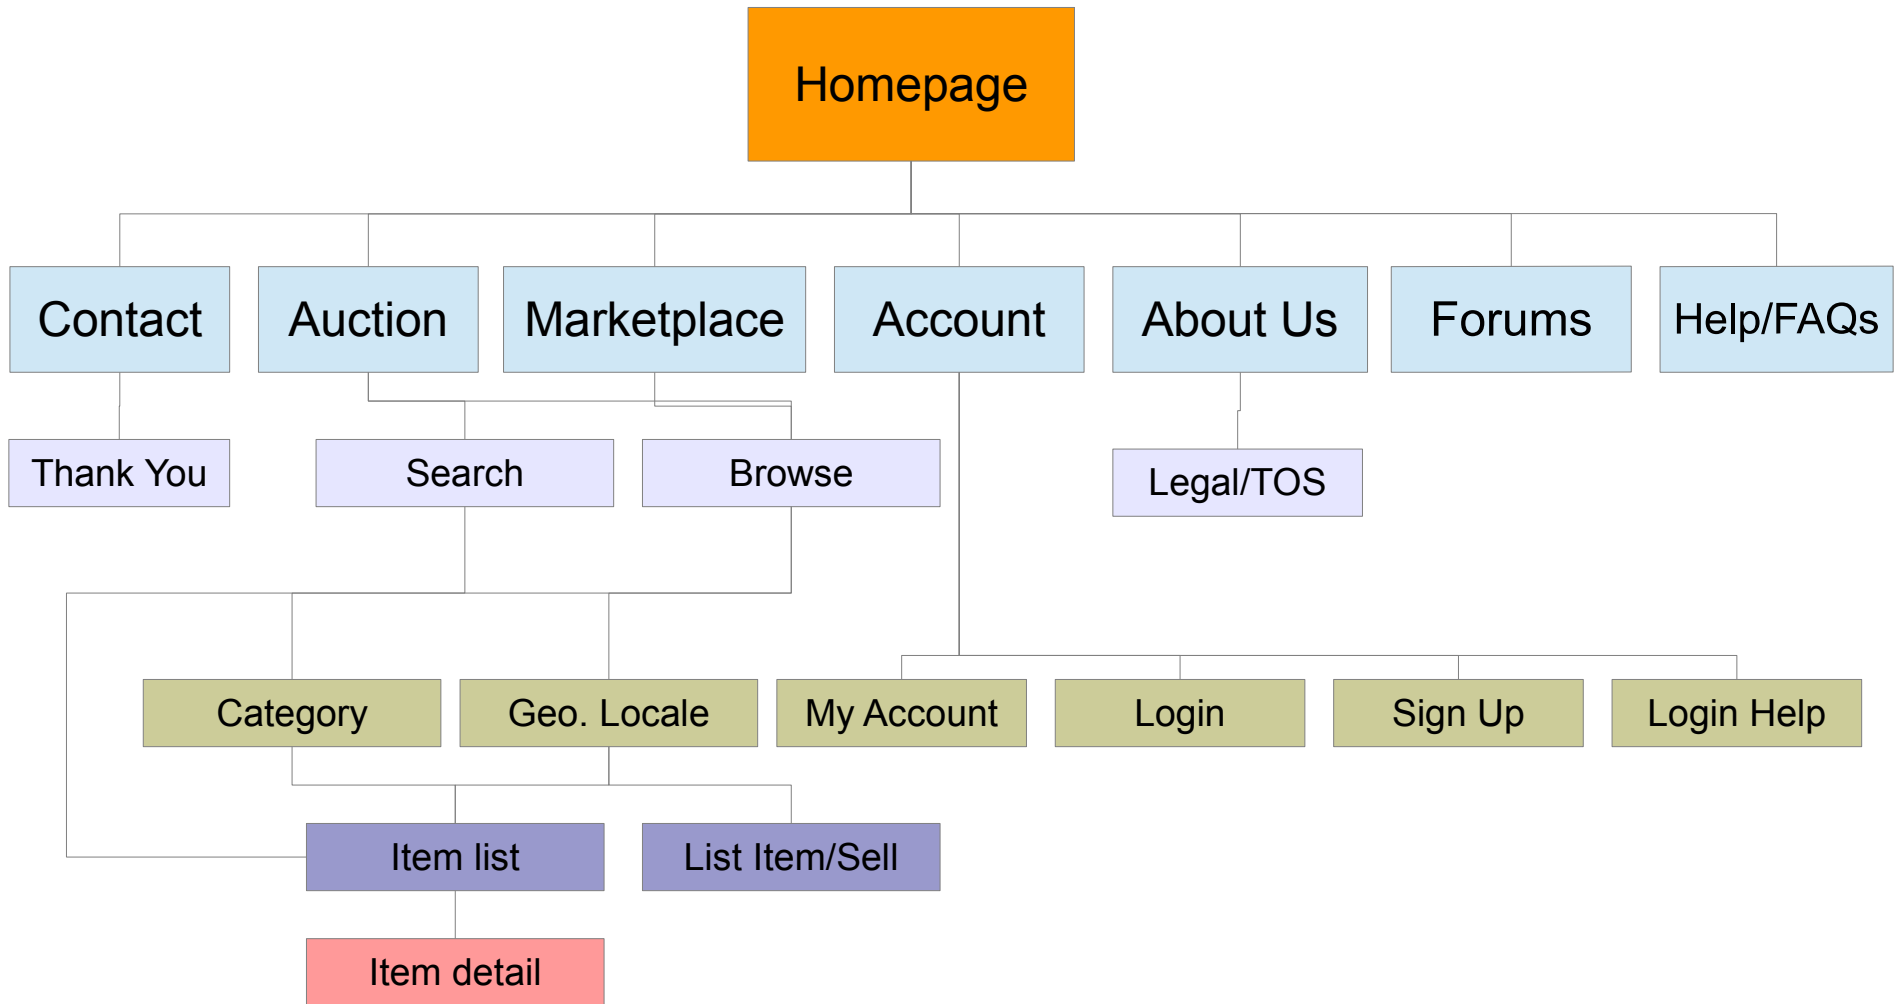 Homepage
Contact
Auction
Marketplace
Account
About Us
Forums
Help/FAQs
Thank You
Search
Browse
Legal/TOS
Category
Geo. Locale
My Account
Login
Sign Up
Login Help
Item list
List Item/Sell
Item detail